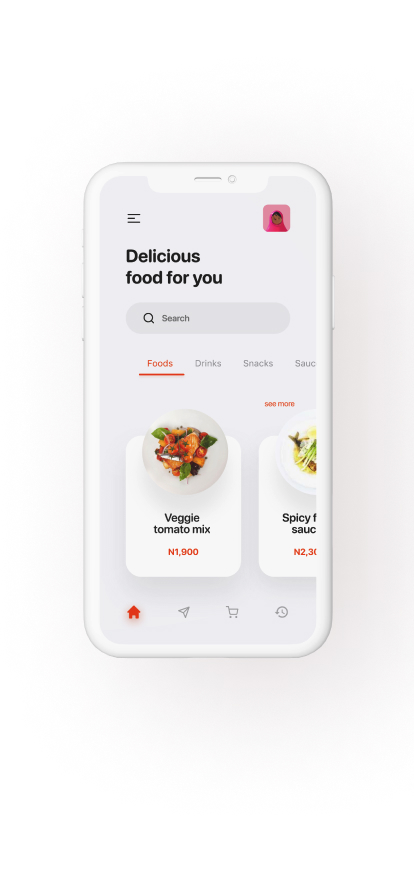 Delicious
food for you
Search
Foods Drinks Snacks Sauc
see more
Veggie
tomato mix
N1,900
Spicy f
sauc
N2,30